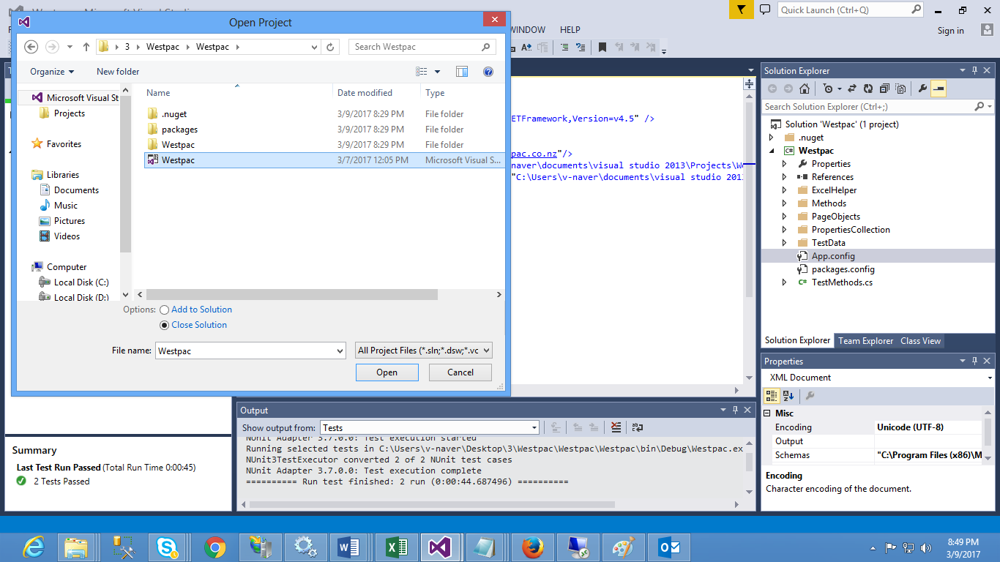 Open Project
WINDOW HELP
Quick Launch (Ctrl+Q)
Sign in
3 Westpac Westpac
Search Westpac
Organize New folder
Name Date modified Type
Microsoft Visual St
Projects
Favorites
Libraries
Documents
Music
Pictures
Videos
Computer
Local Disk (C:)
Local Disk (D:)
.nuget 3/9/2017 8:29 PM File folder
packages 3/9/2017 8:29 PM File folder
Westpac 3/9/2017 8:29 PM File folder
Westpac 3/7/2017 12:05 PM Microsoft Visual S...
Options: Add to Solution
Close Solution
File name: Westpac
All Project Files (*.sln;*.dsw;*.vc
Open Cancel
ETFramework,Version=v4.5" />
pac.co.nz"/>
naver\documents\visual studio 2013\Projects\W
"C:\Users\v-naver\documents\visual studio 201
Solution Explorer
Search Solution Explorer (Ctrl+;)
Solution 'Westpac' (1 project)
.nuget
Westpac
Properties
References
ExcelHelper
Methods
PageObjects
PropertiesCollection
TestData
App.config
packages.config
TestMethods.cs
Solution Explorer Team Explorer Class View
Properties
XML Document
Misc
Encoding Unicode (UTF-8)
Output
Schemas "C:\Program Files (x86)\M
Encoding
Character encoding of the document.
Output
Show output from: Tests
NUnit Adapter 3.7.0.0: Test execution started
Running selected tests in C:\Users\v-naver\Desktop\3\Westpac\Westpac\Westpac\bin\Debug\Westpac.ex
NUnit3TestExecutor converted 2 of 2 NUnit test cases
NUnit Adapter 3.7.0.0: Test execution complete
========== Run test finished: 2 run (0:00:44.687496) ==========
Summary
Last Test Run Passed (Total Run Time 0:00:45)
2 Tests Passed
8:49 PM
3/9/2017